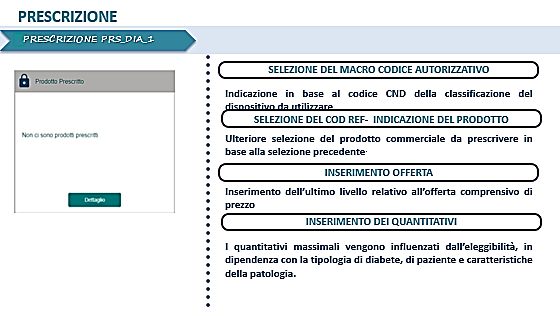 PRESCRIZIONE
PRESCRIZIONE PRS_DIA_1
Prodotto Prescritto
Non ci sono prodotti prescritti
Dettaglio
SELEZIONE DEL MACRO CODICE AUTORIZZATIVO
Indicazione in base al codice CND della classificazione del
dispositivo da utilizzare
SELEZIONE DEL COD REF- INDICAZIONE DEL PRODOTTO
Ulteriore selezione del prodotto commerciale da prescrivere in
base alla selezione precedente.
INSERIMENTO OFFERTA
Inserimento dell'ultimo livello relativo all'offerta comprensivo di
prezzo
INSERIMENTO DEI QUANTITATIVI
I quantitativi massimali vengono influenzati dall'eleggibilità, in
dipendenza con la tipologia di diabete, di paziente e caratteristiche
della patologia.